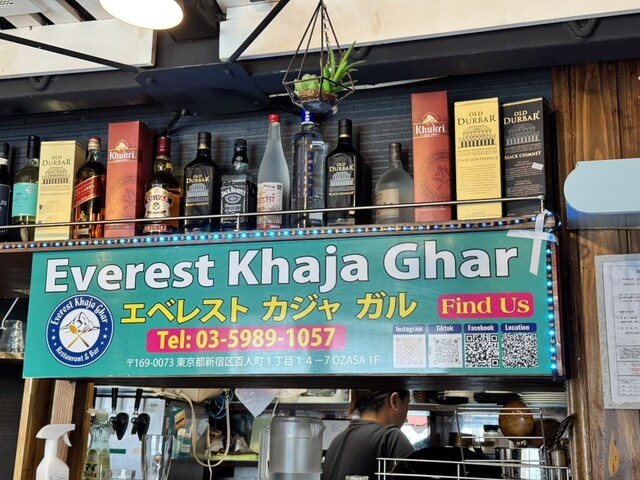 Khukri
Khukri
OLD
DURBAR
TWO CONTINENTS
OLD
DURBAR
BLACK CHIMNEY
OLD
DURBAR
OLD
DURBAR
Everest Khaja Ghar
エベレスト カジャ ガル
Find Us
Tel: 03-5989-1057
Instagram Tiktok Facebook Location
〒169-0073 東京都新宿区百人町1丁目14-7 OZASA 1F
Everest Khaja Ghar
Restaurant & Bar